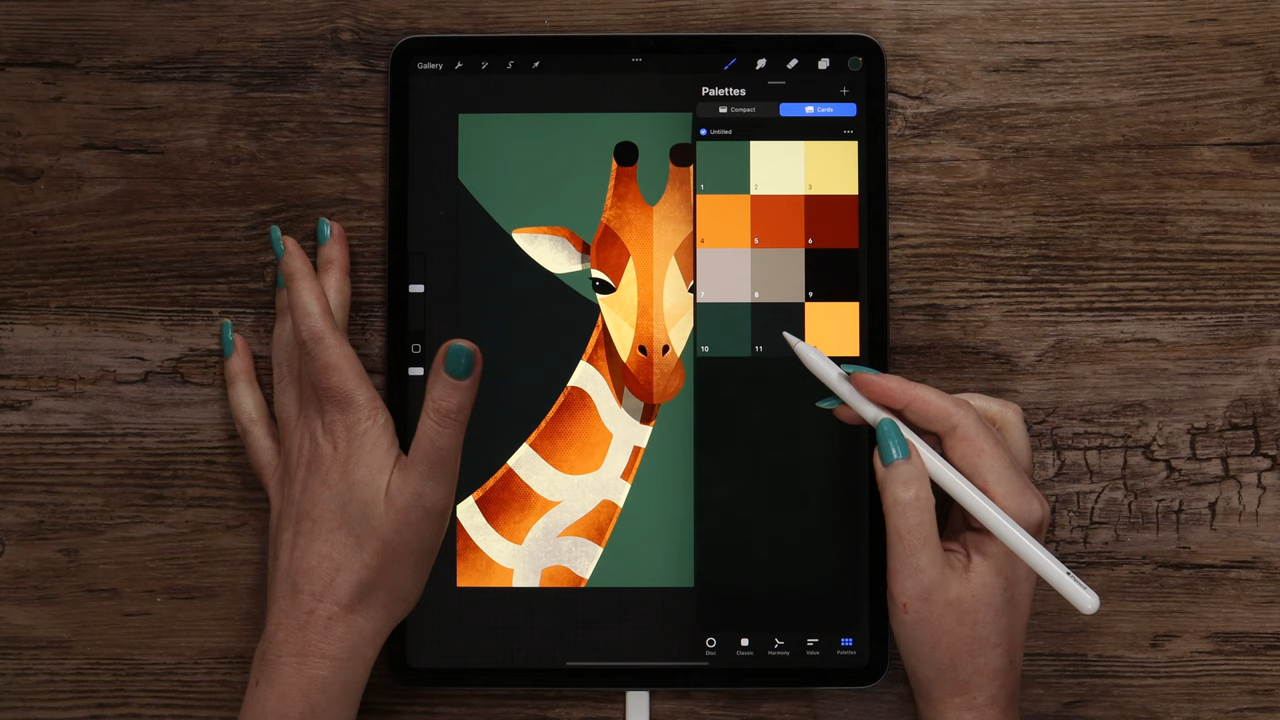 Gallery
Palettes
Compact
Cards
Untitled
1
2
3
4
5
6
7
8
9
10
11
Disc
Classic
Harmony
Value
Palettes